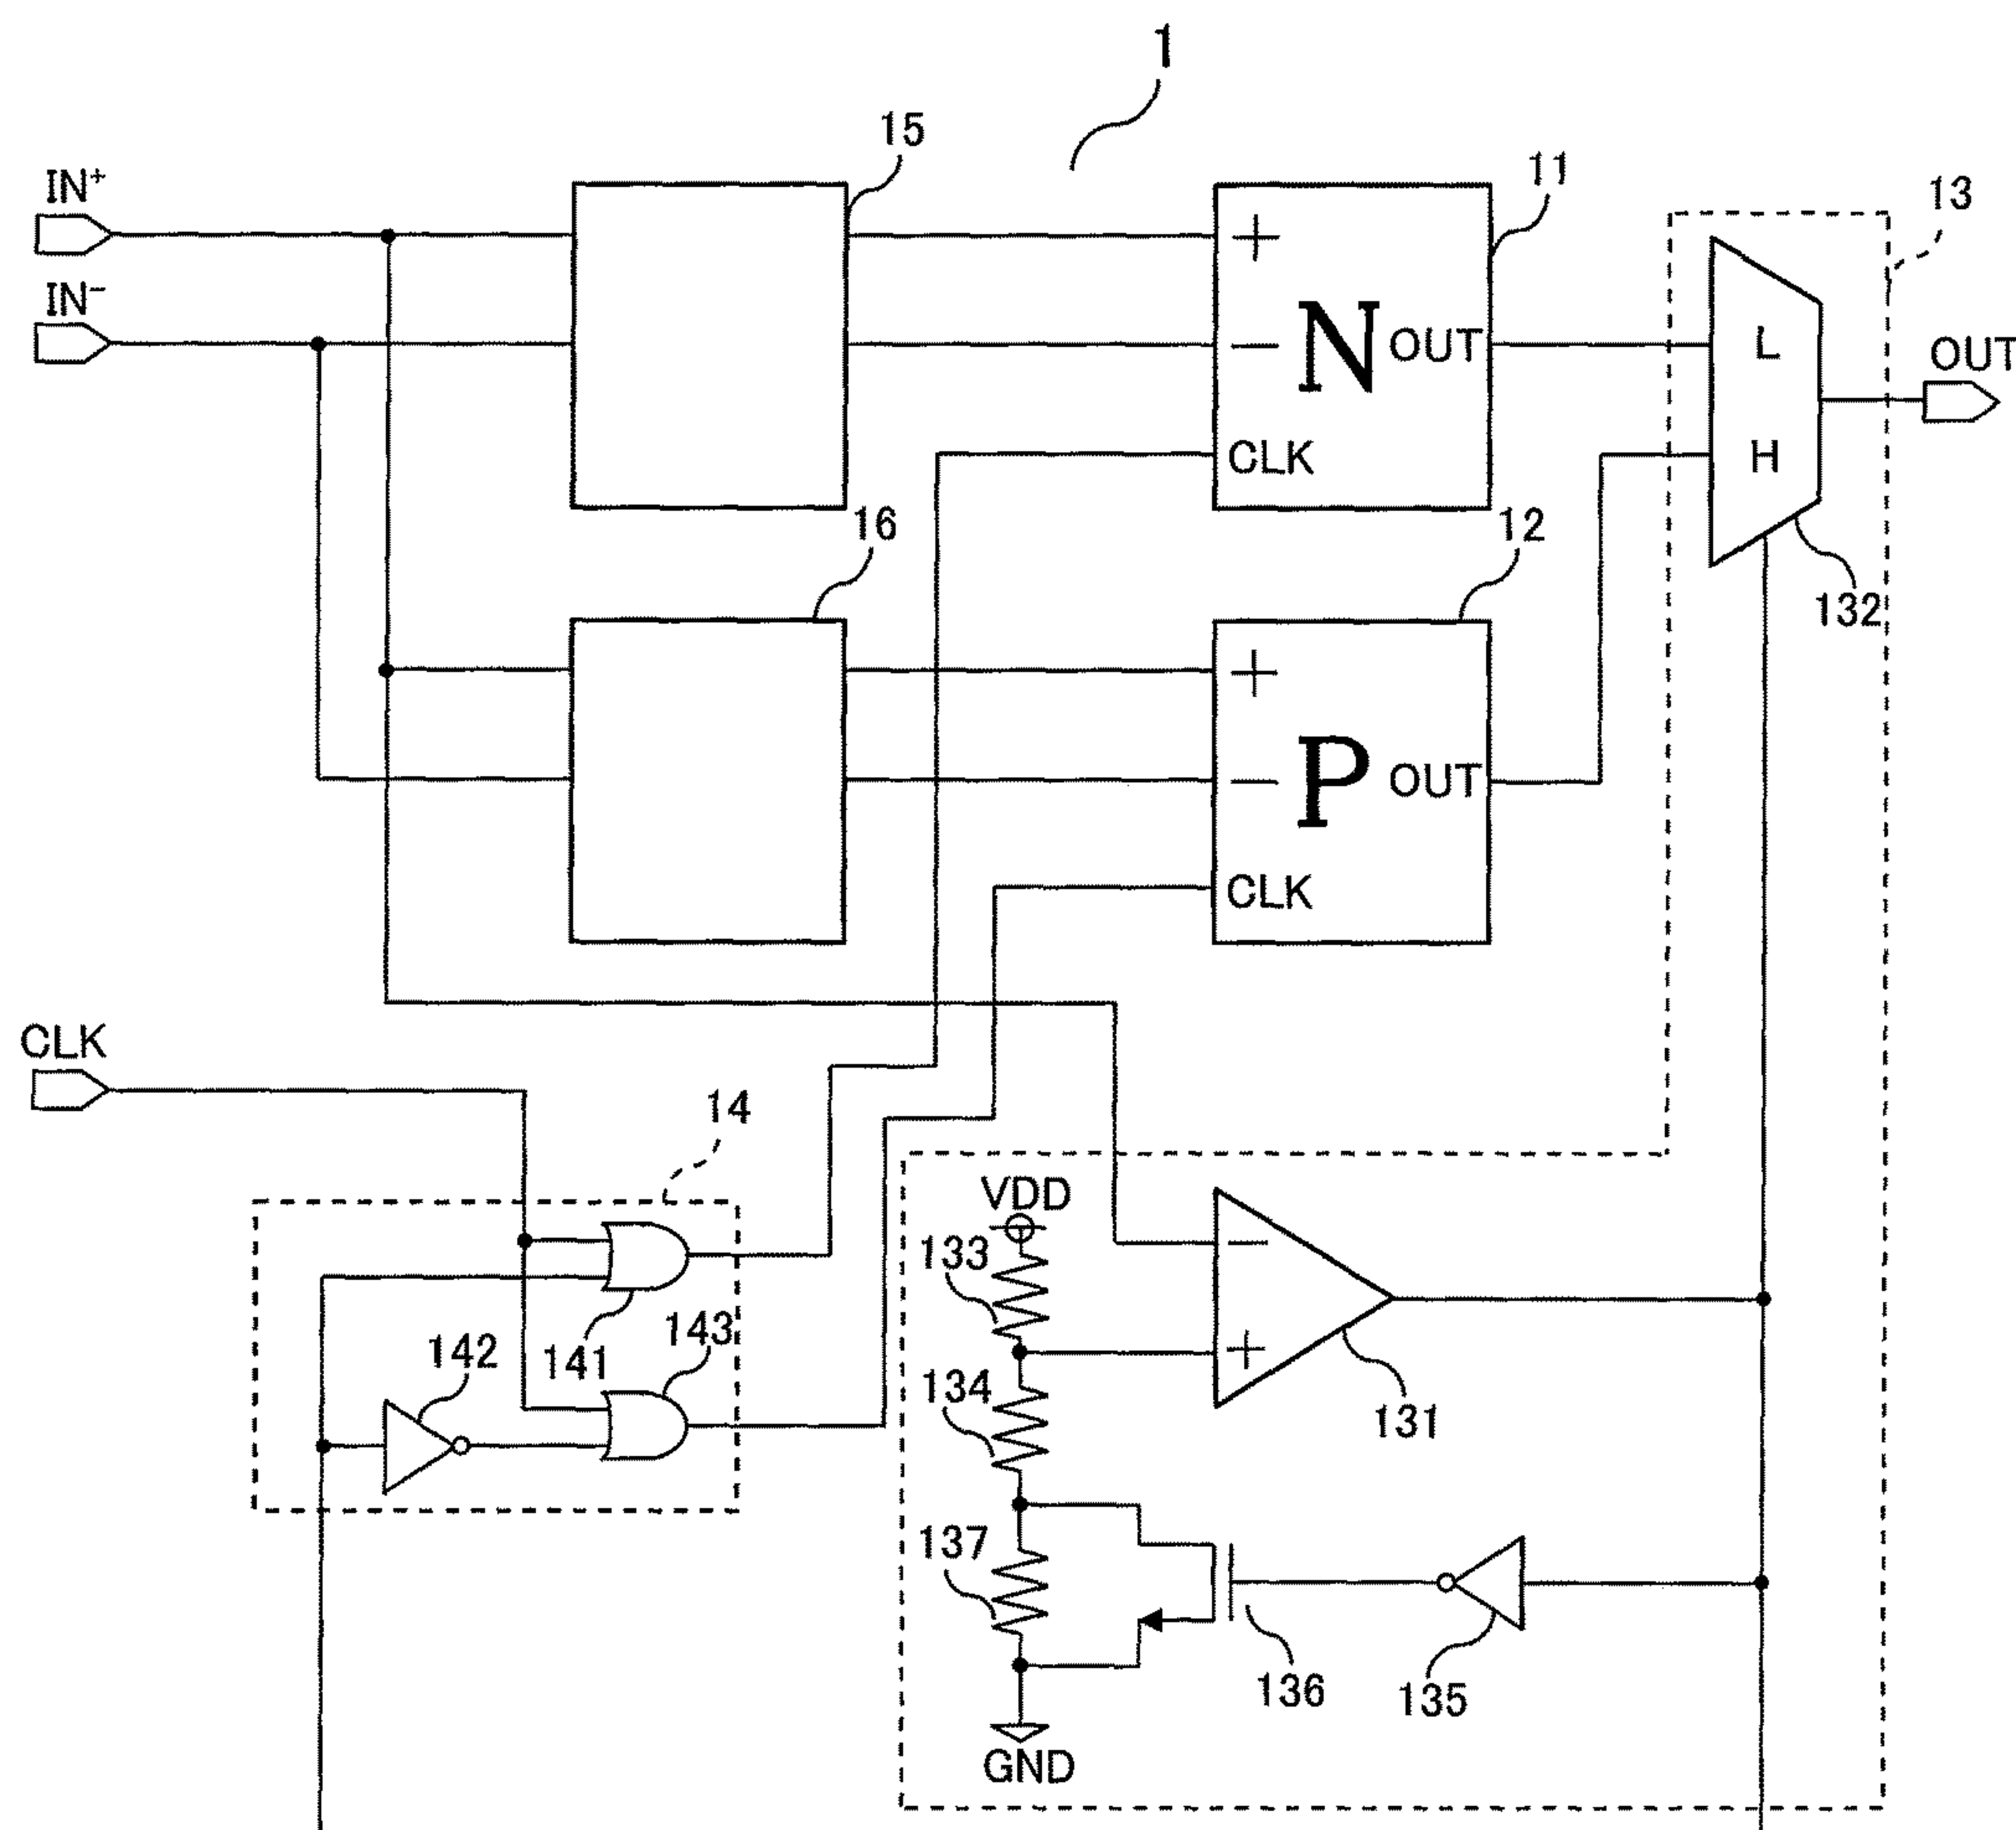 1
15
11
13
IN⁺
IN⁻
+
−
N
OUT
CLK
L
H
OUT
16
12
132
+
−
P
OUT
CLK
CLK
14
VDD
133
−
+
131
134
141
143
142
137
136
135
GND